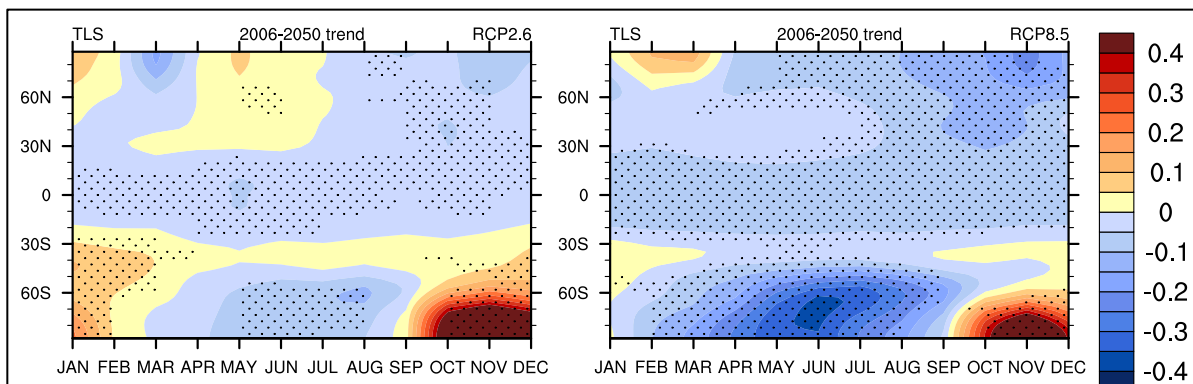 TLS 2006-2050 trend RCP2.6
60N
30N
0
30S
60S
JAN FEB MAR APR MAY JUN JUL AUG SEP OCT NOV DEC
TLS 2006-2050 trend RCP8.5
60N
30N
0
30S
60S
JAN FEB MAR APR MAY JUN JUL AUG SEP OCT NOV DEC
0.4
0.3
0.2
0.1
0
-0.1
-0.2
-0.3
-0.4